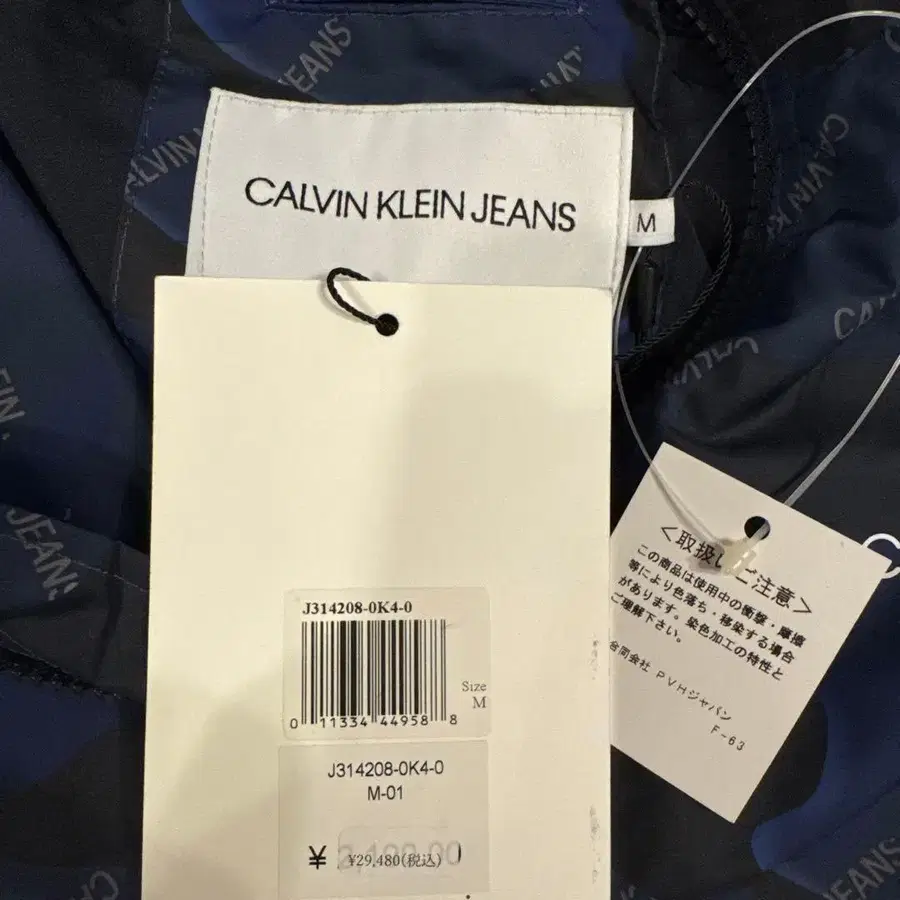 JEANS
CALVIN
CALVIN KLEIN JEANS
M
CALVIN K
JEANS
J314208-0K4-0
Size
M
0 11334 44958 8
J314208-0K4-0
M-01
¥
¥29,480(税込)
<取扱いご注意>
この商品は使用中の衝撃・摩擦
等により色落ち・移染する場合
があります。染色加工の特性と
ご理解下さい。
合同会社 PVHジャパン
F-63
JEANS